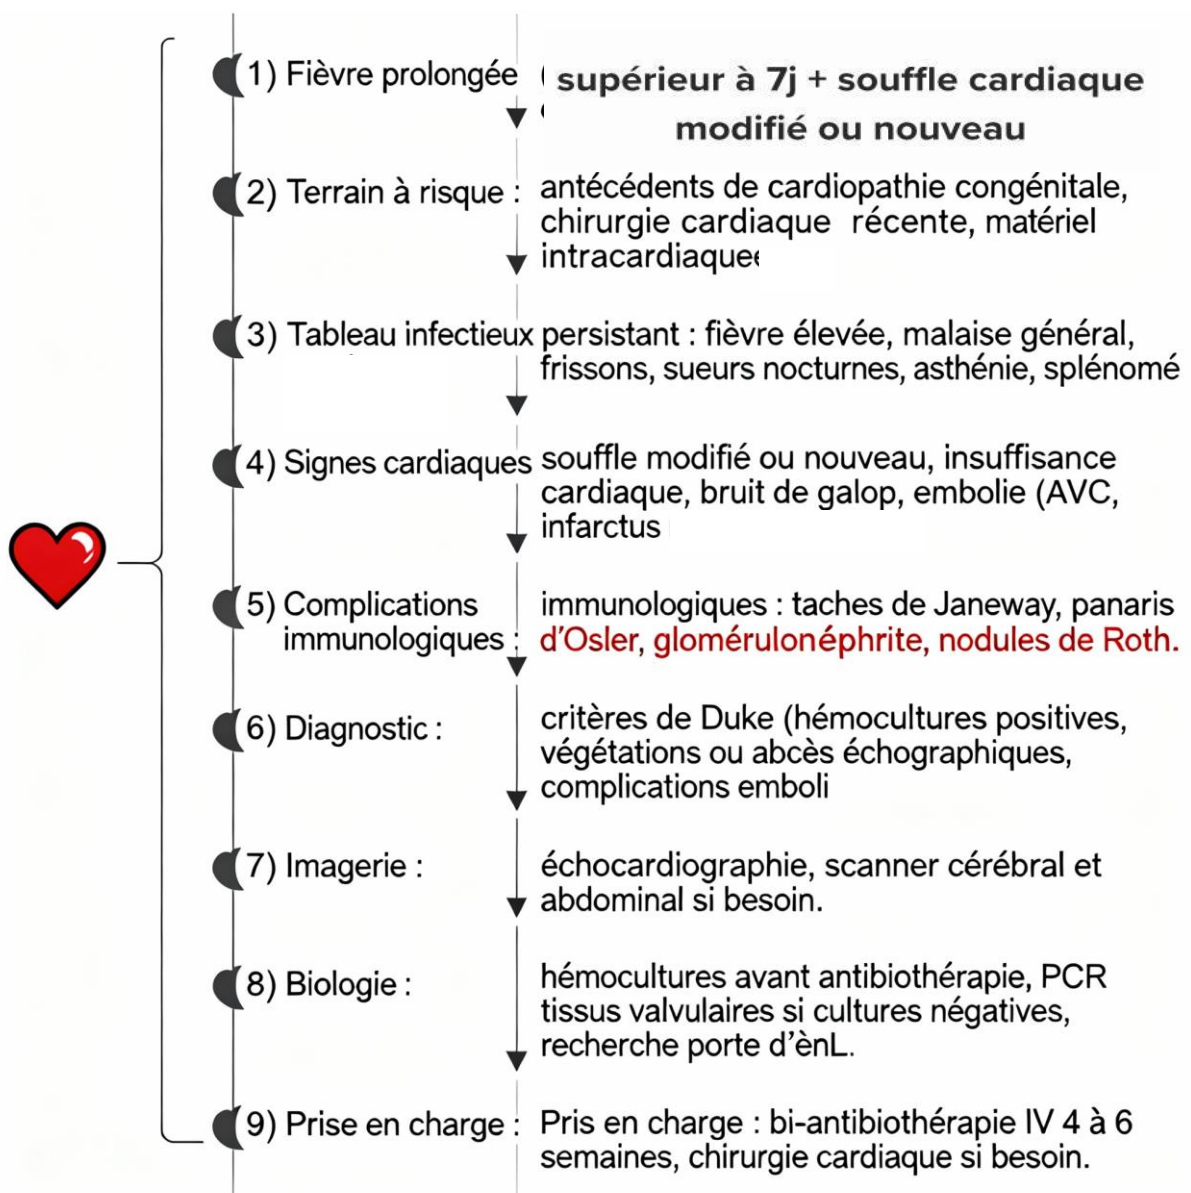 1) Fièvre prolongée supérieur à 7j + souffle cardiaque
modifié ou nouveau
2) Terrain à risque : antécédents de cardiopathie congénitale,
chirurgie cardiaque récente, matériel
intracardiaque
3) Tableau infectieux persistant : fièvre élevée, malaise général,
frissons, sueurs nocturnes, asthénie, splénomé
4) Signes cardiaques souffle modifié ou nouveau, insuffisance
cardiaque, bruit de galop, embolie (AVC,
infarctus
5) Complications immunologiques : taches de Janeway, panaris
immunologiques : d'Osler, glomérulonéphrite, nodules de Roth.
6) Diagnostic : critères de Duke (hémocultures positives,
végétations ou abcès échographiques,
complications emboli
7) Imagerie : échocardiographie, scanner cérébral et
abdominal si besoin.
8) Biologie : hémocultures avant antibiothérapie, PCR
tissus valvulaires si cultures négatives,
recherche porte d'ènL.
9) Prise en charge : Pris en charge : bi-antibiothérapie IV 4 à 6
semaines, chirurgie cardiaque si besoin.